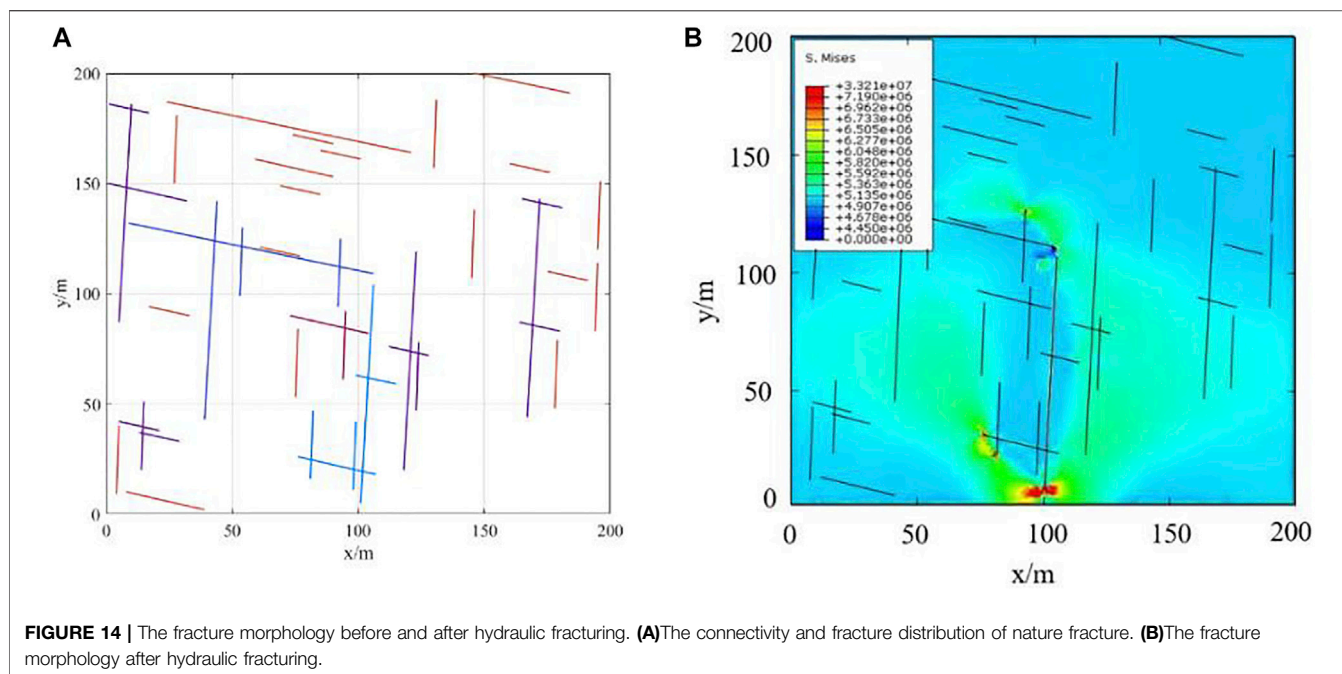 A
200
150
100
50
0
y/m
0
50
100
150
200
x/m
B
200
150
100
50
0
y/m
S. Mises
+3.321e+07
+7.190e+06
+6.962e+06
+6.733e+06
+6.505e+06
+6.277e+06
+6.048e+06
+5.820e+06
+5.592e+06
+5.363e+06
+5.135e+06
+4.907e+06
+4.678e+06
+4.450e+06
+0.000e+00
0
50
100
150
200
x/m
FIGURE 14 | The fracture morphology before and after hydraulic fracturing. (A)The connectivity and fracture distribution of nature fracture. (B)The fracture
morphology after hydraulic fracturing.